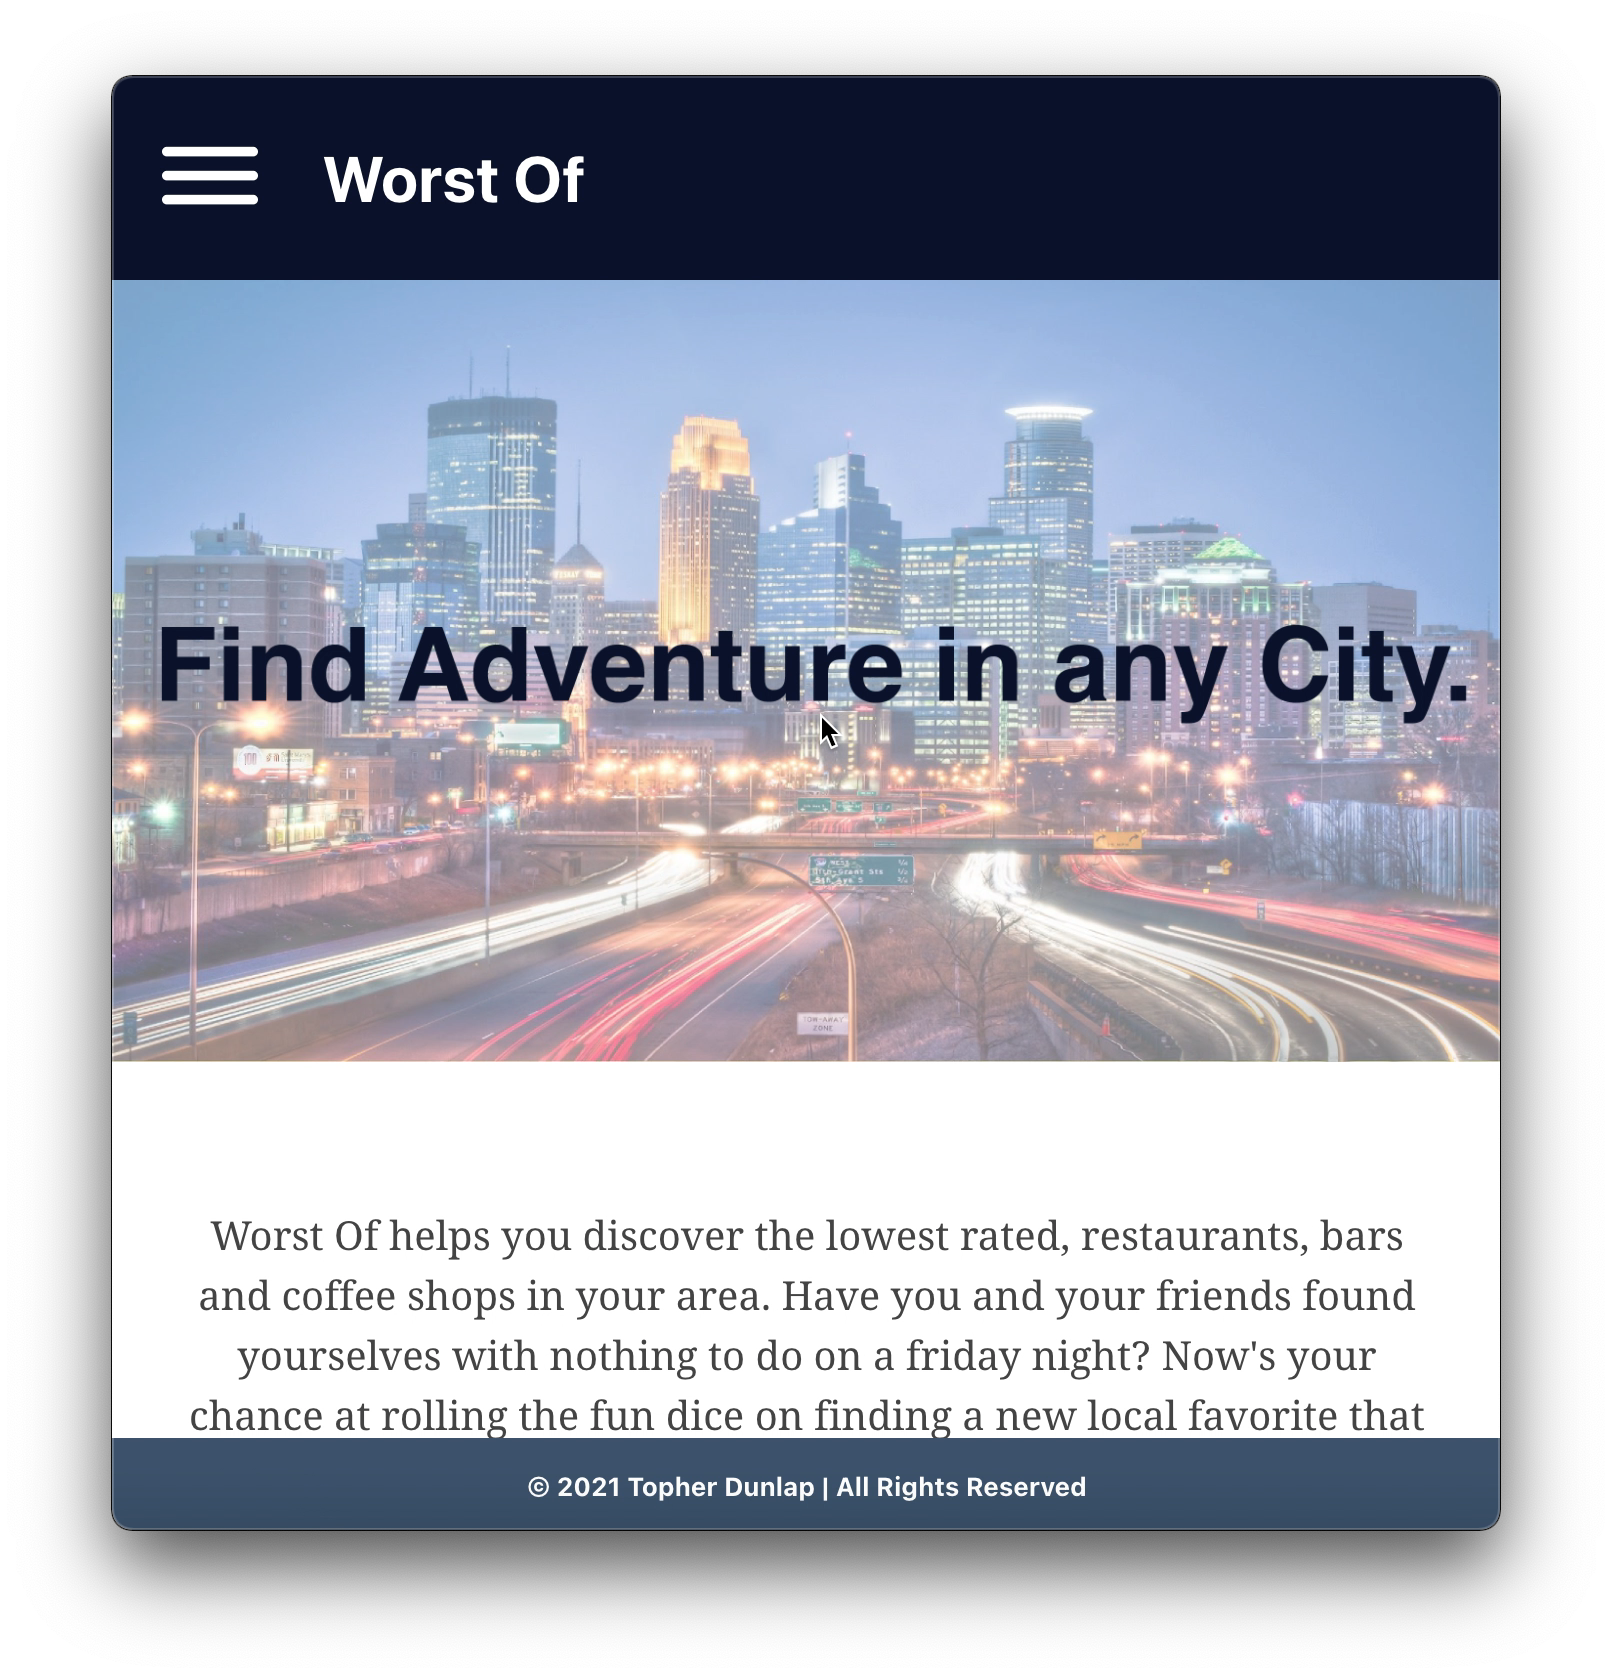 Worst Of
Find Adventure in any City.
TOW-AWAY
ZONE
Worst Of helps you discover the lowest rated, restaurants, bars
and coffee shops in your area. Have you and your friends found
yourselves with nothing to do on a friday night? Now's your
chance at rolling the fun dice on finding a new local favorite that
© 2021 Topher Dunlap | All Rights Reserved